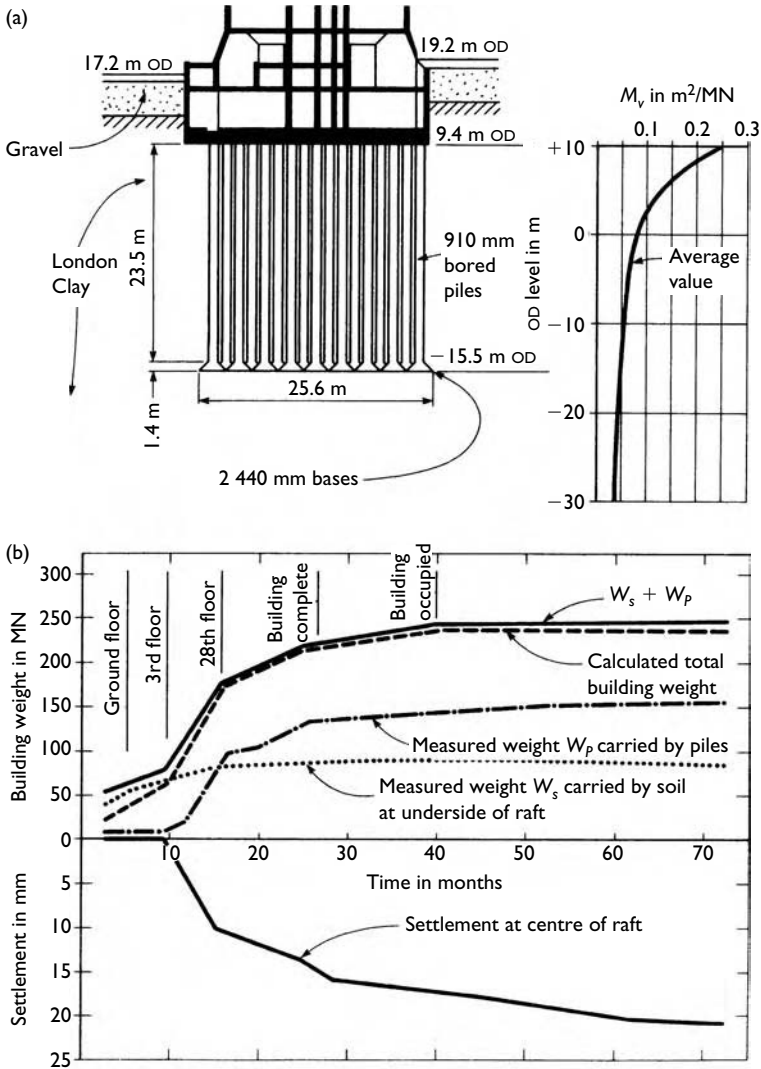 (a)
17.2 m OD
19.2 m OD
Gravel
9.4 m OD
London
Clay
23.5 m
910 mm
bored
piles
−15.5 m OD
1.4 m
25.6 m
2 440 mm bases
Mᵥ in m²/MN
0.1
0.3
+10
0
−10
−20
−30
OD level in m
Average
value
(b)
Building weight in MN
300
250
200
150
100
50
0
Ground floor
3rd floor
28th floor
Building
complete
Building
occupied
Wₛ + Wₚ
Calculated total
building weight
Measured weight Wₚ carried by piles
Measured weight Wₛ carried by soil
at underside of raft
10
20
30
40
50
60
70
Time in months
Settlement in mm
5
10
15
20
25
Settlement at centre of raft